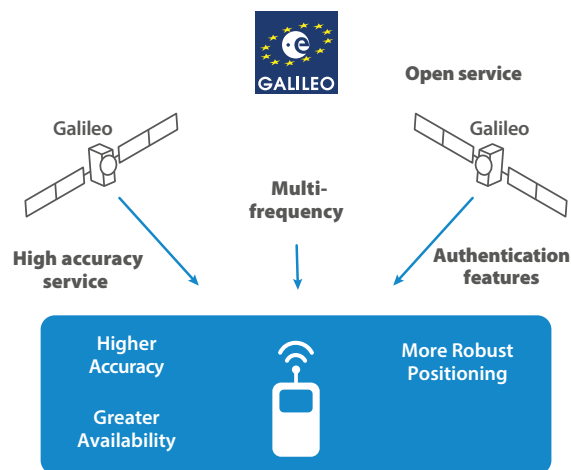 GALILEO
Open service
Galileo
Galileo
Multi-
frequency
High accuracy
service
Authentication
features
Higher
Accuracy
More Robust
Positioning
Greater
Availability